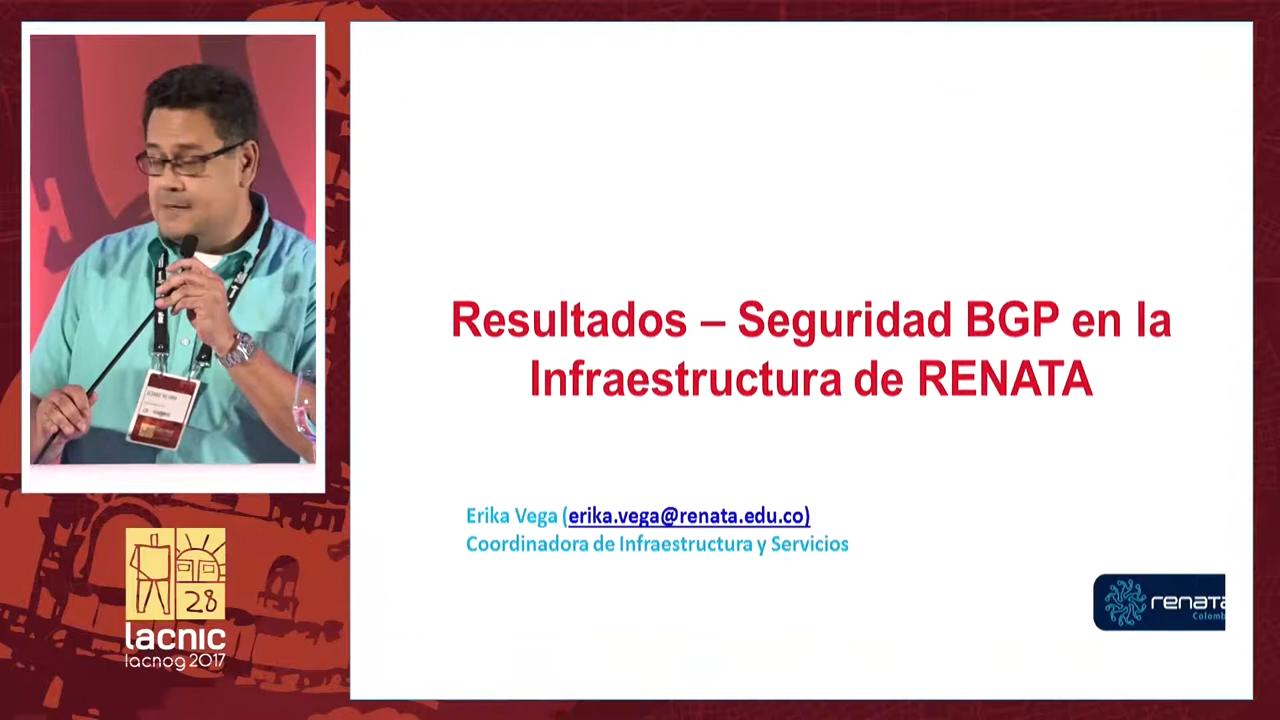 Resultados – Seguridad BGP en la
Infraestructura de RENATA
Erika Vega (erika.vega@renata.edu.co)
Coordinadora de Infraestructura y Servicios
renata
28
lacnic
lacnog 2017